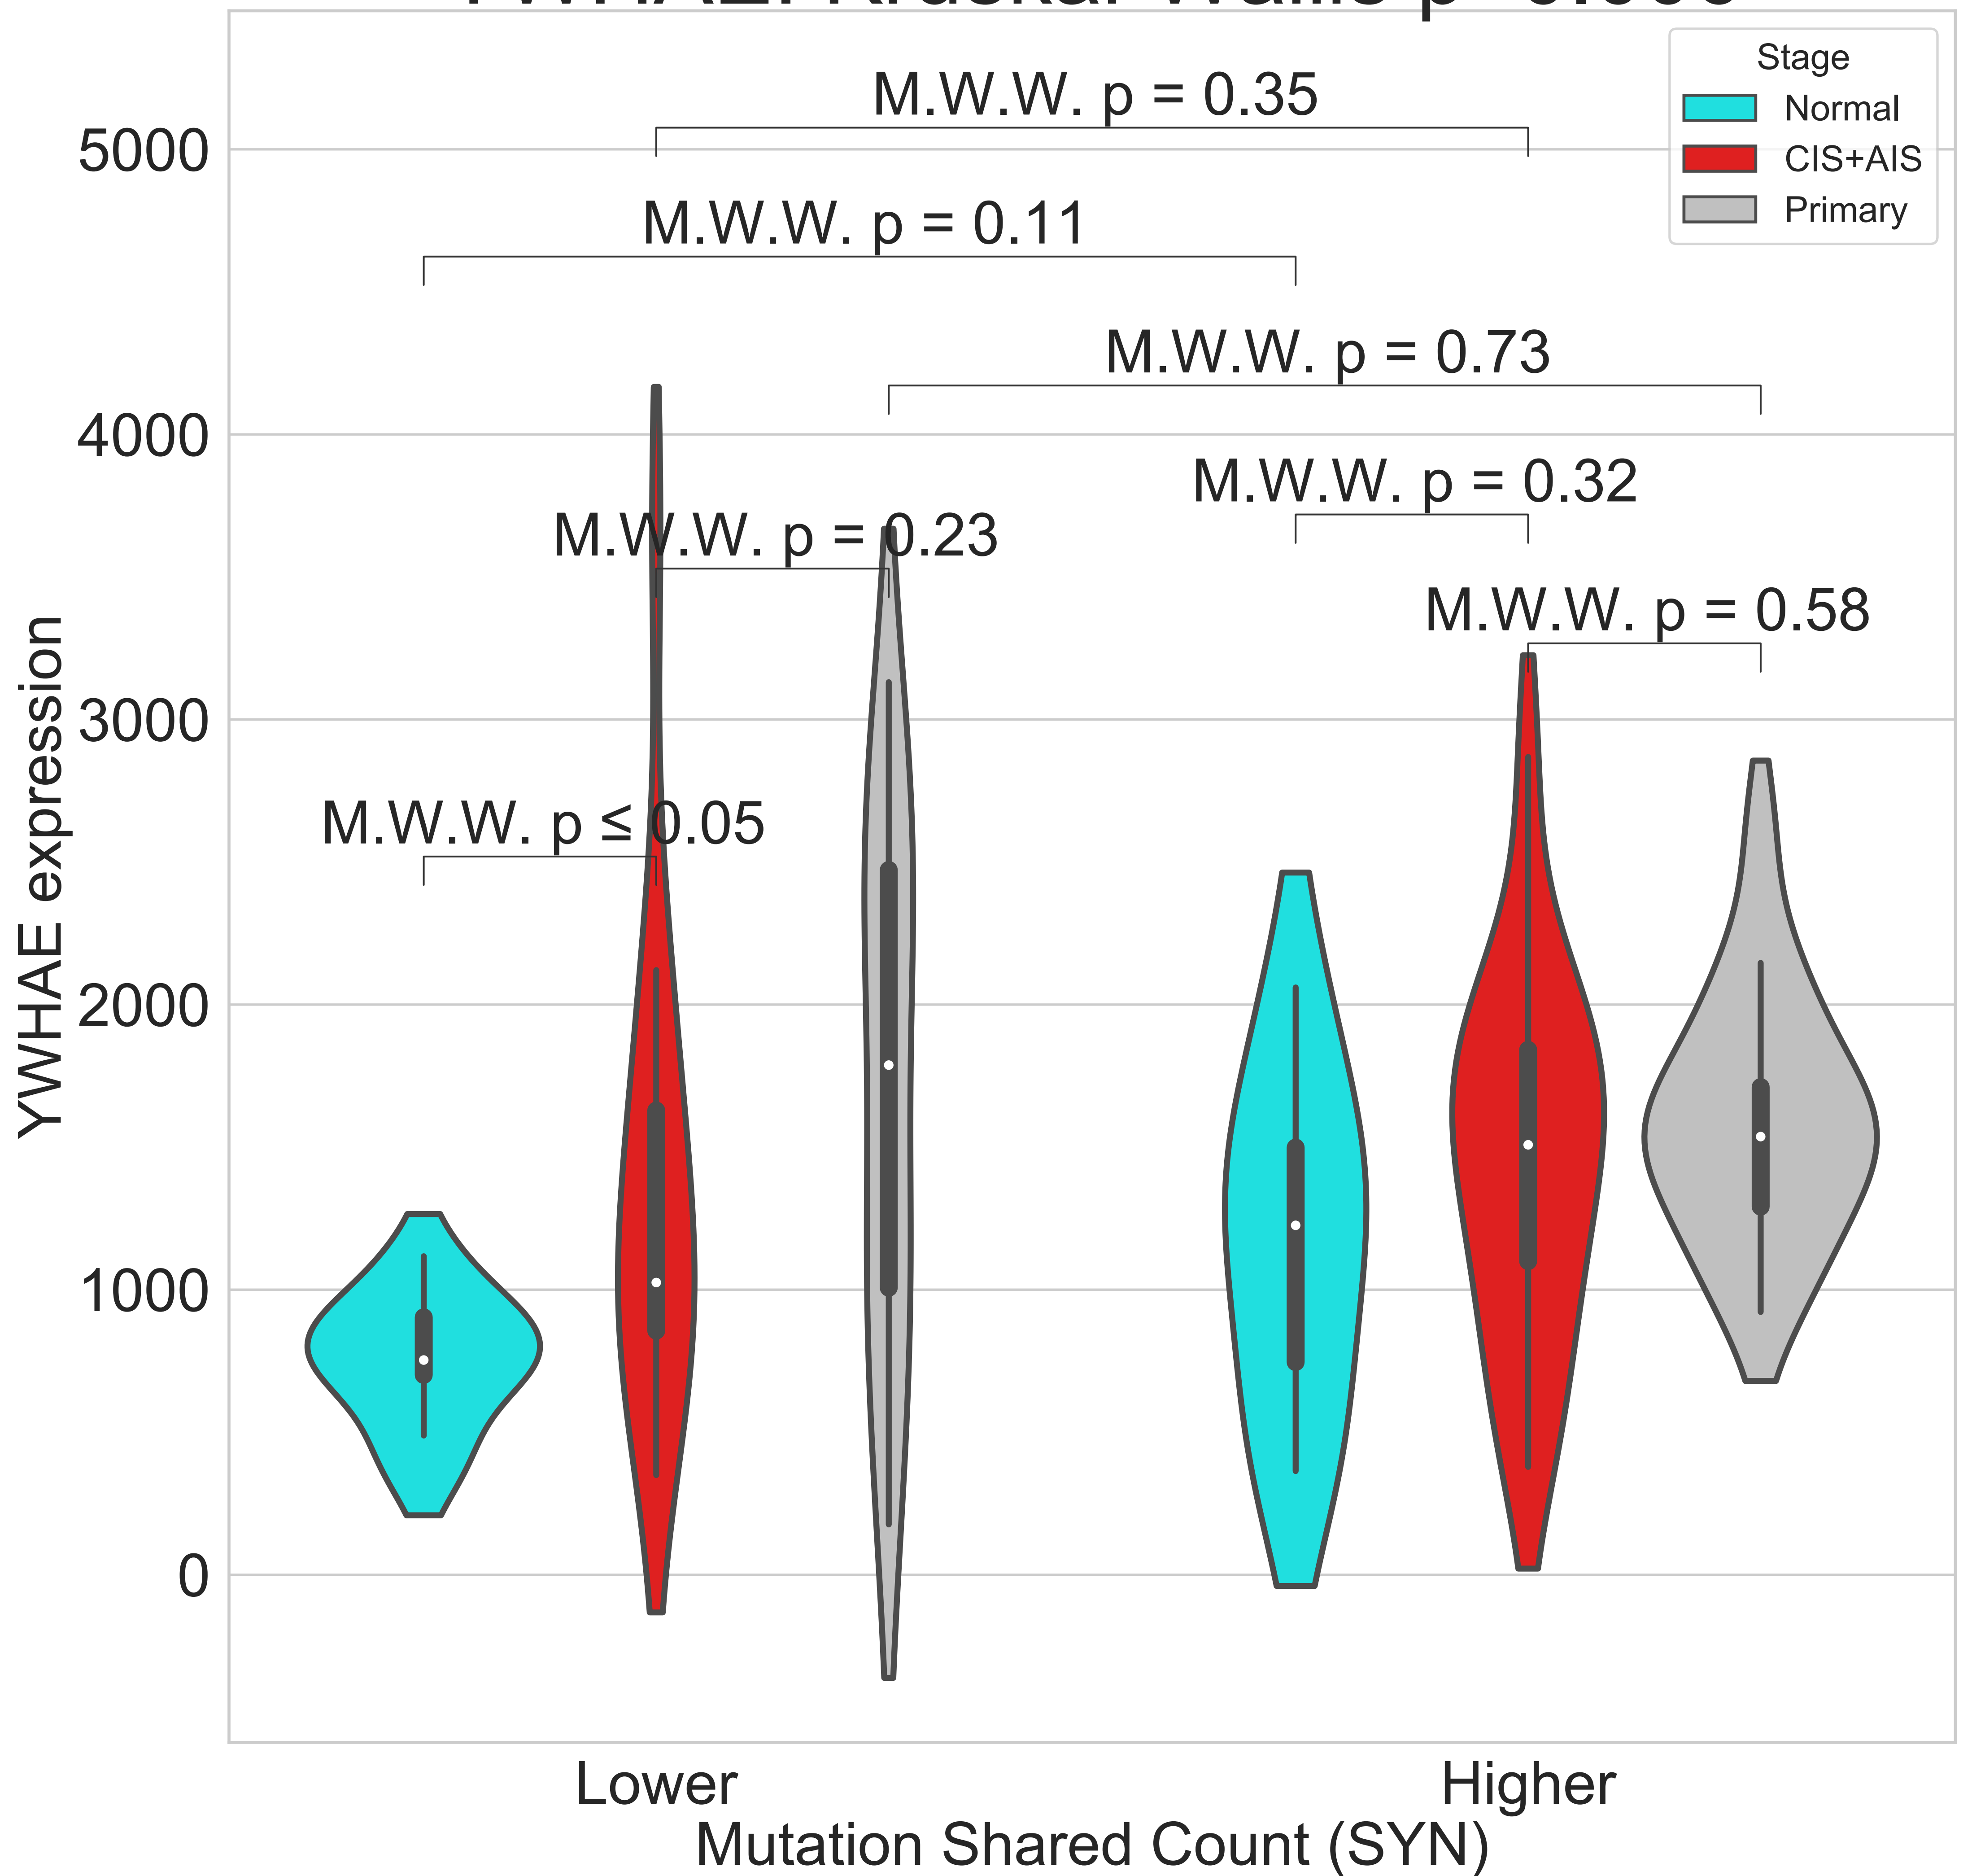 Stage
Normal
CIS+AIS
Primary
M.W.W. p = 0.35
M.W.W. p = 0.11
M.W.W. p = 0.73
M.W.W. p = 0.32
M.W.W. p = 0.23
M.W.W. p = 0.58
M.W.W. p ≤ 0.05
5000
4000
3000
2000
1000
0
YWHAE expression
Lower
Higher
Mutation Shared Count (SYN)